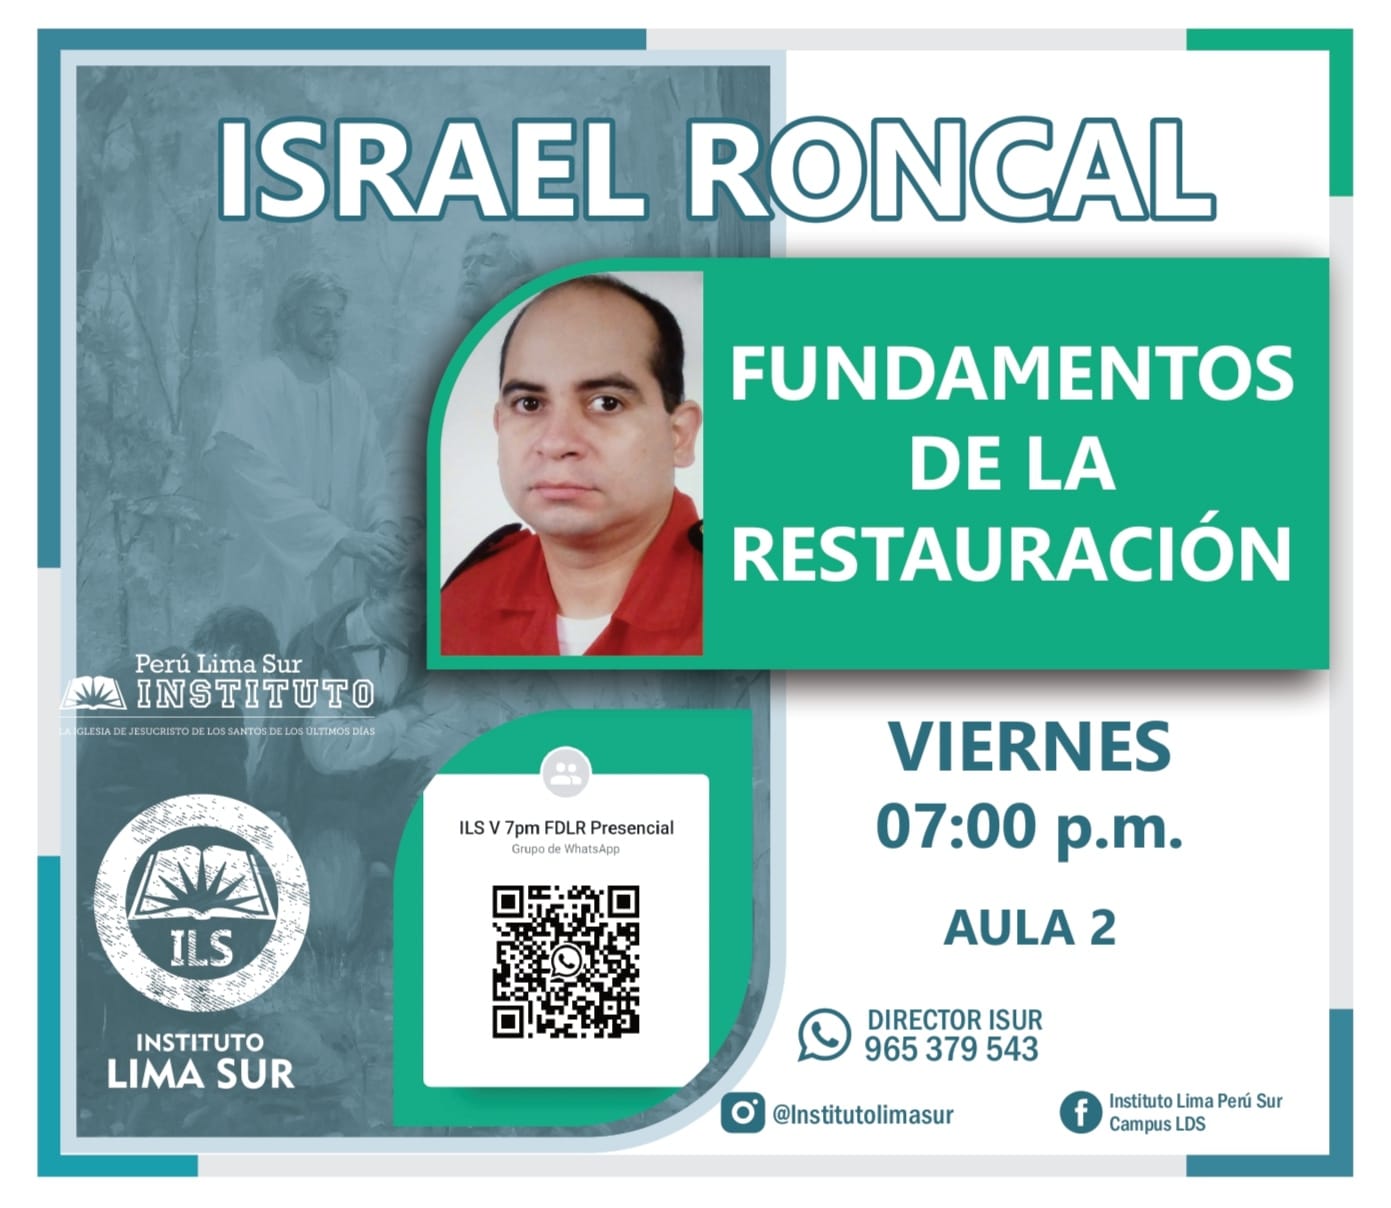 ISRAEL RONCAL
FUNDAMENTOS
DE LA
RESTAURACIÓN
Perú Lima Sur
INSTITUTO
LA IGLESIA DE JESUCRISTO DE LOS SANTOS DE LOS ÚLTIMOS DÍAS
ILS
INSTITUTO
LIMA SUR
ILS V 7pm FDLR Presencial
Grupo de WhatsApp
VIERNES
07:00 p.m.
AULA 2
DIRECTOR ISUR
965 379 543
@Institutolimasur
Instituto Lima Perú Sur
Campus LDS